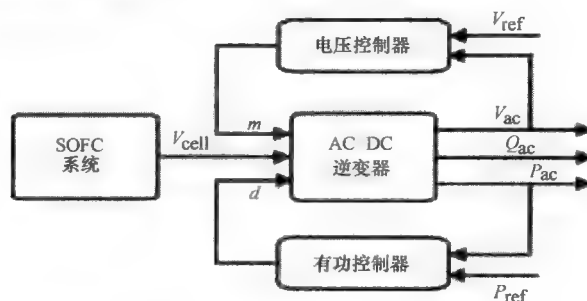 V_ref
电压控制器
V_ac
m
SOFC
系统
V_cell
AC DC
逆变器
Q_ac
P_ac
d
有功控制器
P_ref